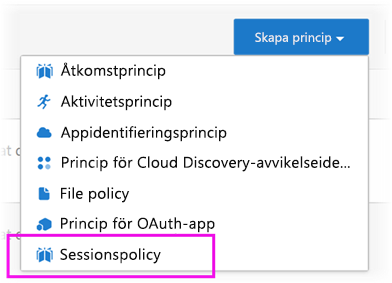 Skapa princip
Åtkomstprincip
Aktivitetsprincip
Appidentifieringsprincip
Princip för Cloud Discovery-avvikelseide...
File policy
Princip för OAuth-app
Sessionspolicy